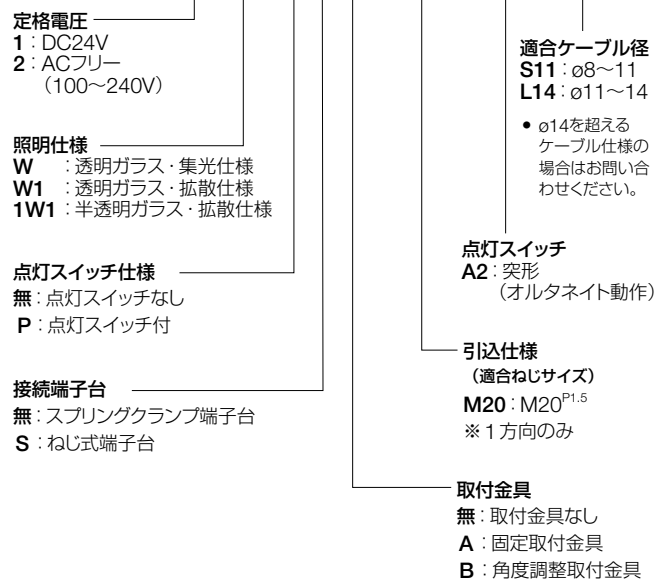 定格電圧
1：DC24V
2：ACフリー
（100～240V）
照明仕様
W ：透明ガラス・集光仕様
W1 ：透明ガラス・拡散仕様
1W1：半透明ガラス・拡散仕様
点灯スイッチ仕様
無：点灯スイッチなし
P：点灯スイッチ付
接続端子台
無：スプリングクランプ端子台
S：ねじ式端子台
適合ケーブル径
S11：ø8～11
L14：ø11～14
• ø14を超える
ケーブル仕様の
場合はお問い合
わせください。
点灯スイッチ
A2：突形
（オルタネイト動作）
引込仕様
（適合ねじサイズ）
M20：M20P1.5
※1方向のみ
取付金具
無：取付金具なし
A：固定取付金具
B：角度調整取付金具